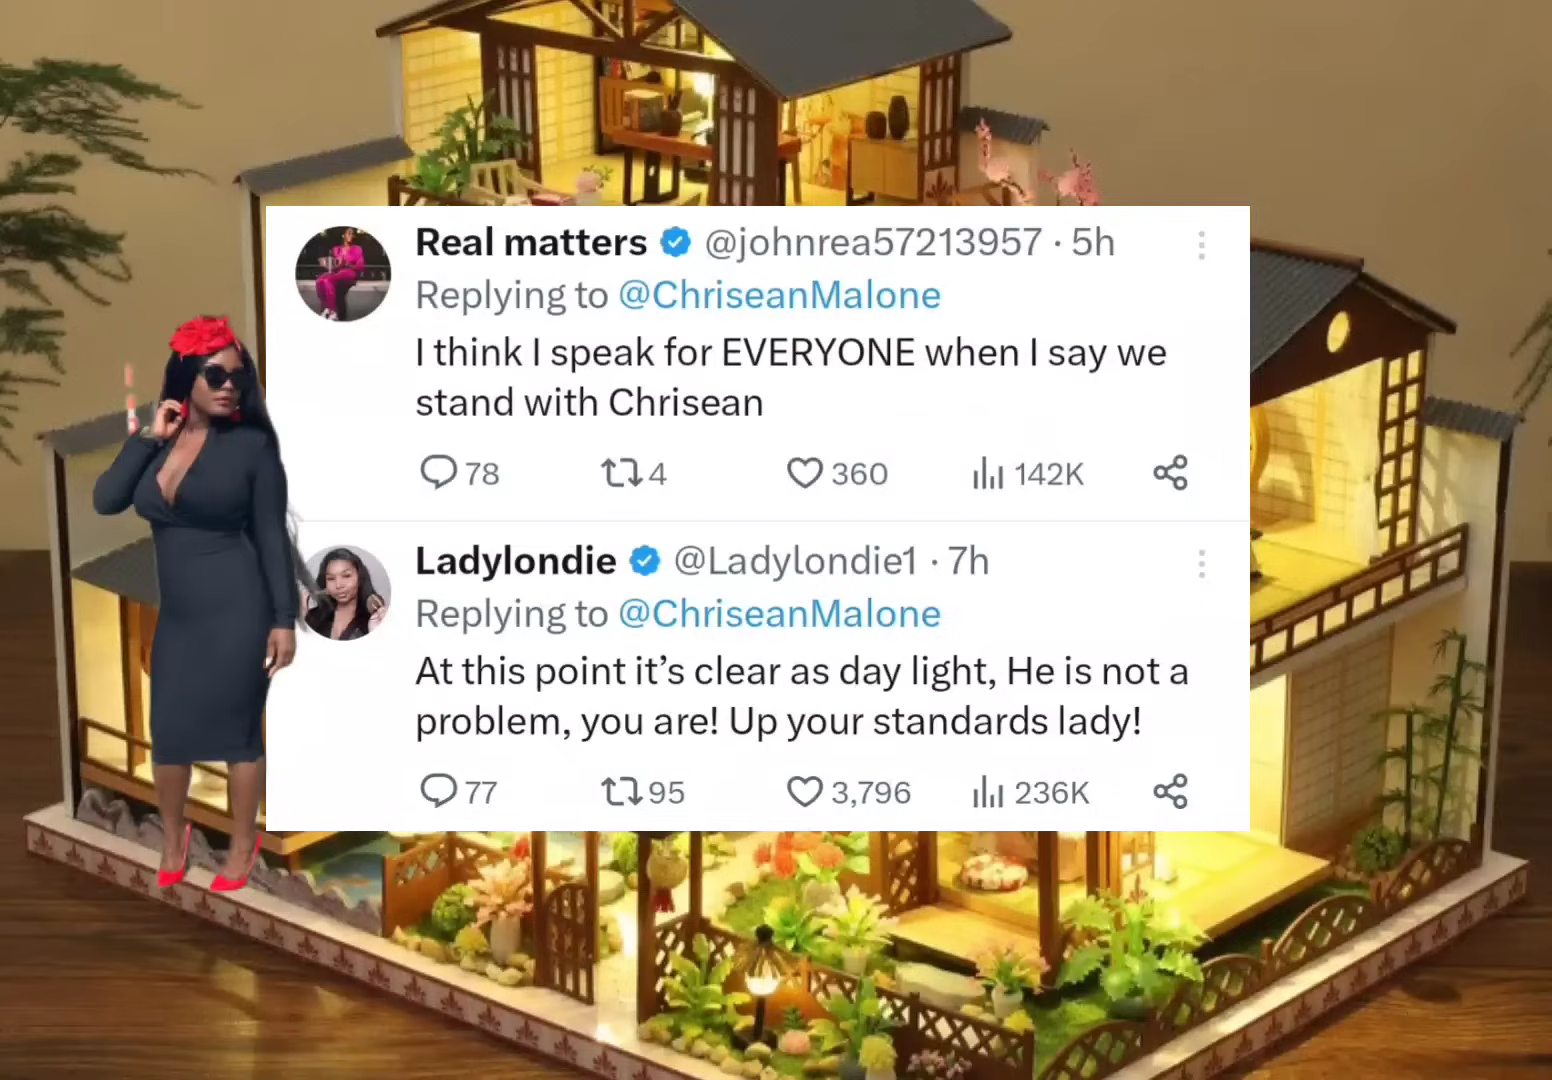 Real matters @johnrea57213957 · 5h
Replying to @ChriseanMalone
I think I speak for EVERYONE when I say we
stand with Chrisean
78 4 360 142K
Ladylondie @Ladylondie1 · 7h
Replying to @ChriseanMalone
At this point it’s clear as day light, He is not a
problem, you are! Up your standards lady!
77 95 3,796 236K